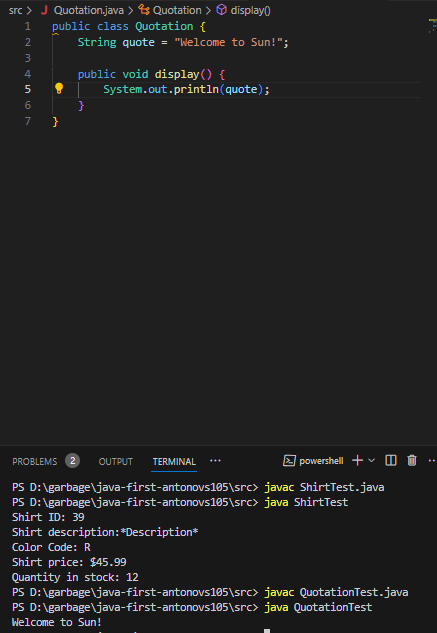 src > J Quotation.java > Quotation > display()
1 public class Quotation {
2 String quote = "Welcome to Sun!";
3
4 public void display() {
5 System.out.println(quote);
6 }
7 }
PROBLEMS 2 OUTPUT TERMINAL ··· powershell
PS D:\garbage\java-first-antonovs105\src> javac ShirtTest.java
PS D:\garbage\java-first-antonovs105\src> java ShirtTest
Shirt ID: 39
Shirt description:*Description*
Color Code: R
Shirt price: $45.99
Quantity in stock: 12
PS D:\garbage\java-first-antonovs105\src> javac QuotationTest.java
PS D:\garbage\java-first-antonovs105\src> java QuotationTest
Welcome to Sun!